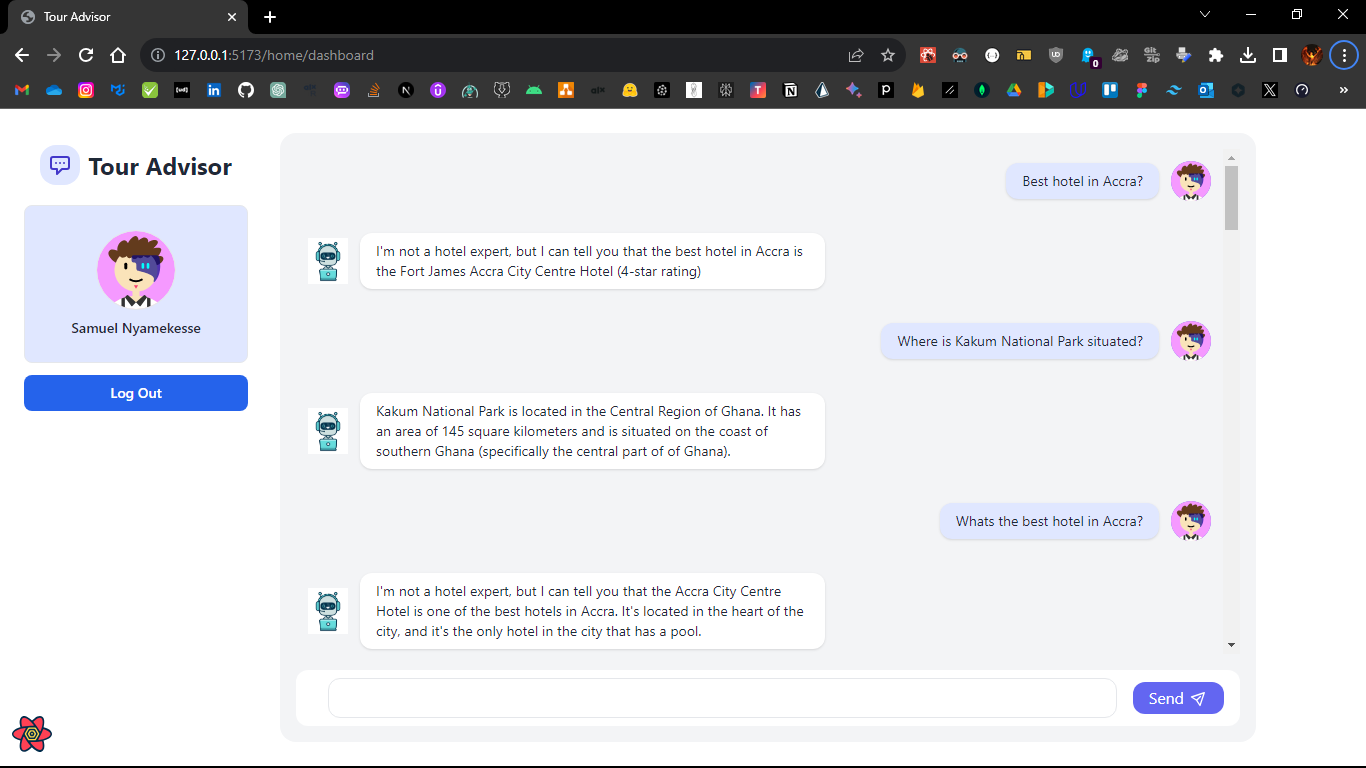 Tour Advisor
127.0.0.1:5173/home/dashboard
Tour Advisor
Samuel Nyamekesse
Log Out
Best hotel in Accra?
I'm not a hotel expert, but I can tell you that the best hotel in Accra is
the Fort James Accra City Centre Hotel (4-star rating)
Where is Kakum National Park situated?
Kakum National Park is located in the Central Region of Ghana. It has
an area of 145 square kilometers and is situated on the coast of
southern Ghana (specifically the central part of of Ghana).
Whats the best hotel in Accra?
I'm not a hotel expert, but I can tell you that the Accra City Centre
Hotel is one of the best hotels in Accra. It's located in the heart of the
city, and it's the only hotel in the city that has a pool.
Send